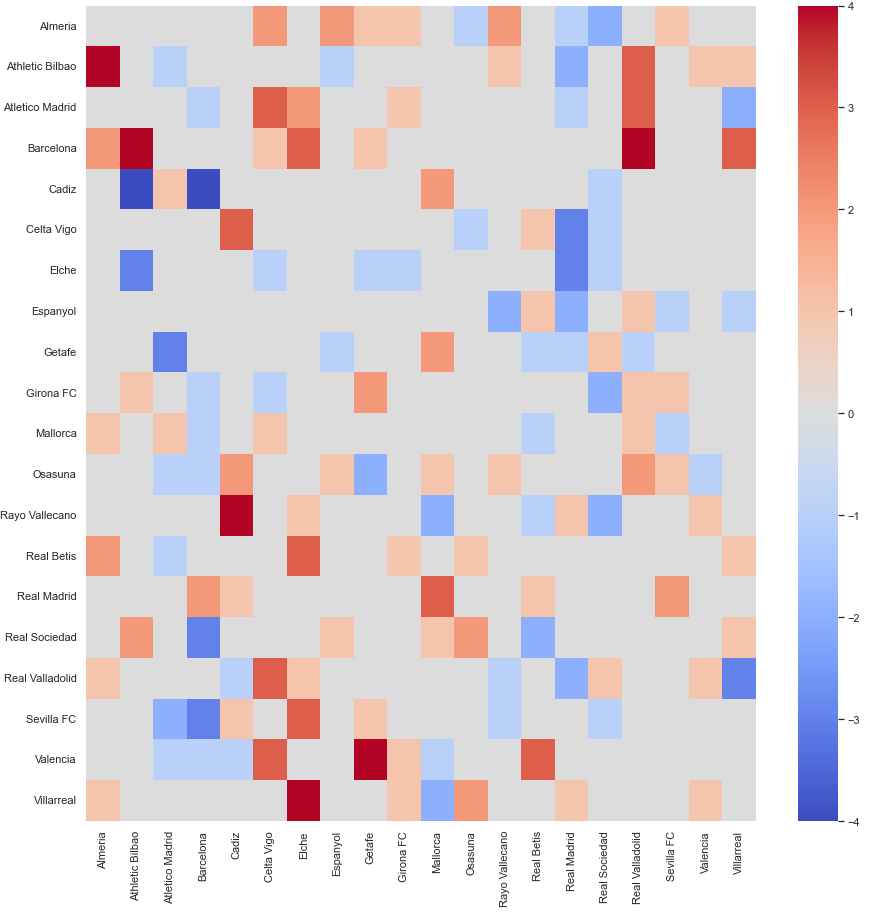 Almeria
Athletic Bilbao
Atletico Madrid
Barcelona
Cadiz
Celta Vigo
Elche
Espanyol
Getafe
Girona FC
Mallorca
Osasuna
Rayo Vallecano
Real Betis
Real Madrid
Real Sociedad
Real Valladolid
Sevilla FC
Valencia
Villarreal
Almeria
Athletic Bilbao
Atletico Madrid
Barcelona
Cadiz
Celta Vigo
Elche
Espanyol
Getafe
Girona FC
Mallorca
Osasuna
Rayo Vallecano
Real Betis
Real Madrid
Real Sociedad
Real Valladolid
Sevilla FC
Valencia
Villarreal
4
3
2
1
0
−1
−2
−3
−4